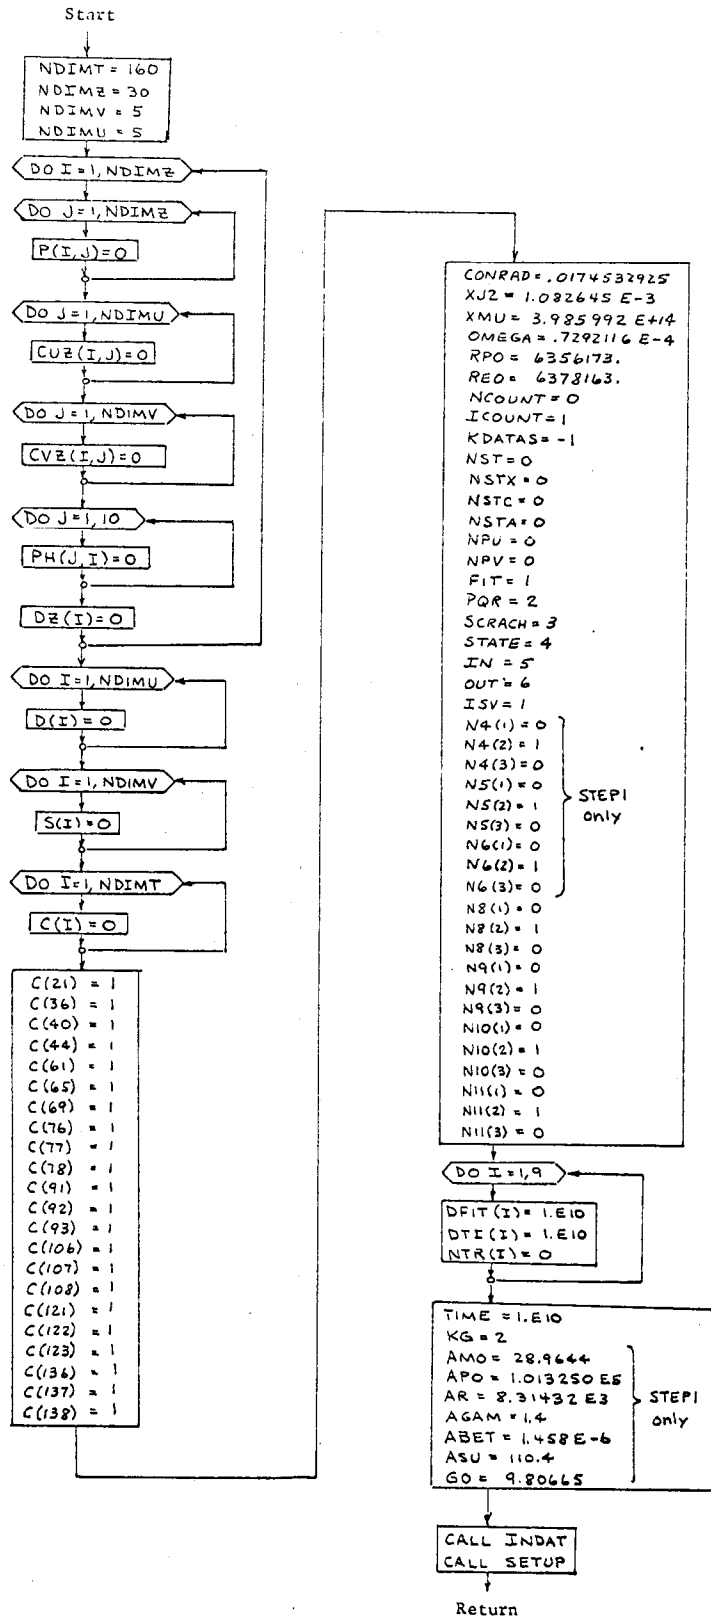 Start
NDIMT = 160
NDIMZ = 30
NDIMV = 5
NDIMU = 5
DO I = 1, NDIMZ
DO J = 1, NDIMZ
P(I,J) = 0
DO J = 1, NDIMU
CUZ(I,J) = 0
DO J = 1, NDIMV
CVZ(I,J) = 0
DO J = 1, 10
PH(J,I) = 0
DZ(I) = 0
DO I = 1, NDIMU
D(I) = 0
DO I = 1, NDIMV
S(I) = 0
DO I = 1, NDIMT
C(I) = 0
C(21) = 1
C(36) = 1
C(40) = 1
C(44) = 1
C(61) = 1
C(65) = 1
C(69) = 1
C(76) = 1
C(77) = 1
C(78) = 1
C(91) = 1
C(92) = 1
C(93) = 1
C(106) = 1
C(107) = 1
C(108) = 1
C(121) = 1
C(122) = 1
C(123) = 1
C(136) = 1
C(137) = 1
C(138) = 1
CONRAD = .0174532925
XJ2 = 1.082645 E-3
XMU = 3.985992 E+14
OMEGA = .7292116 E-4
RPO = 6356173.
REO = 6378163.
NCOUNT = 0
ICOUNT = 1
KDATAS = -1
NST = 0
NSTX = 0
NSTC = 0
NSTA = 0
NPU = 0
NPV = 0
FIT = 1
PQR = 2
SCRACH = 3
STATE = 4
IN = 5
OUT = 6
ISV = 1
N4(1) = 0
N4(2) = 1
N4(3) = 0
N5(1) = 0
N5(2) = 1
N5(3) = 0
N6(1) = 0
N6(2) = 1
N6(3) = 0
STEP1
only
N8(1) = 0
N8(2) = 1
N8(3) = 0
N9(1) = 0
N9(2) = 1
N9(3) = 0
N10(1) = 0
N10(2) = 1
N10(3) = 0
N11(1) = 0
N11(2) = 1
N11(3) = 0
DO I = 1, 9
DFIT(I) = 1.E10
DTI(I) = 1.E10
NTR(I) = 0
TIME = 1.E10
KG = 2
AMO = 28.9644
APO = 1.013250 E5
AR = 8.31432 E3
AGAM = 1.4
ABET = 1.458 E-6
ASU = 110.4
GO = 9.80665
STEP1
only
CALL INDAT
CALL SETUP
Return